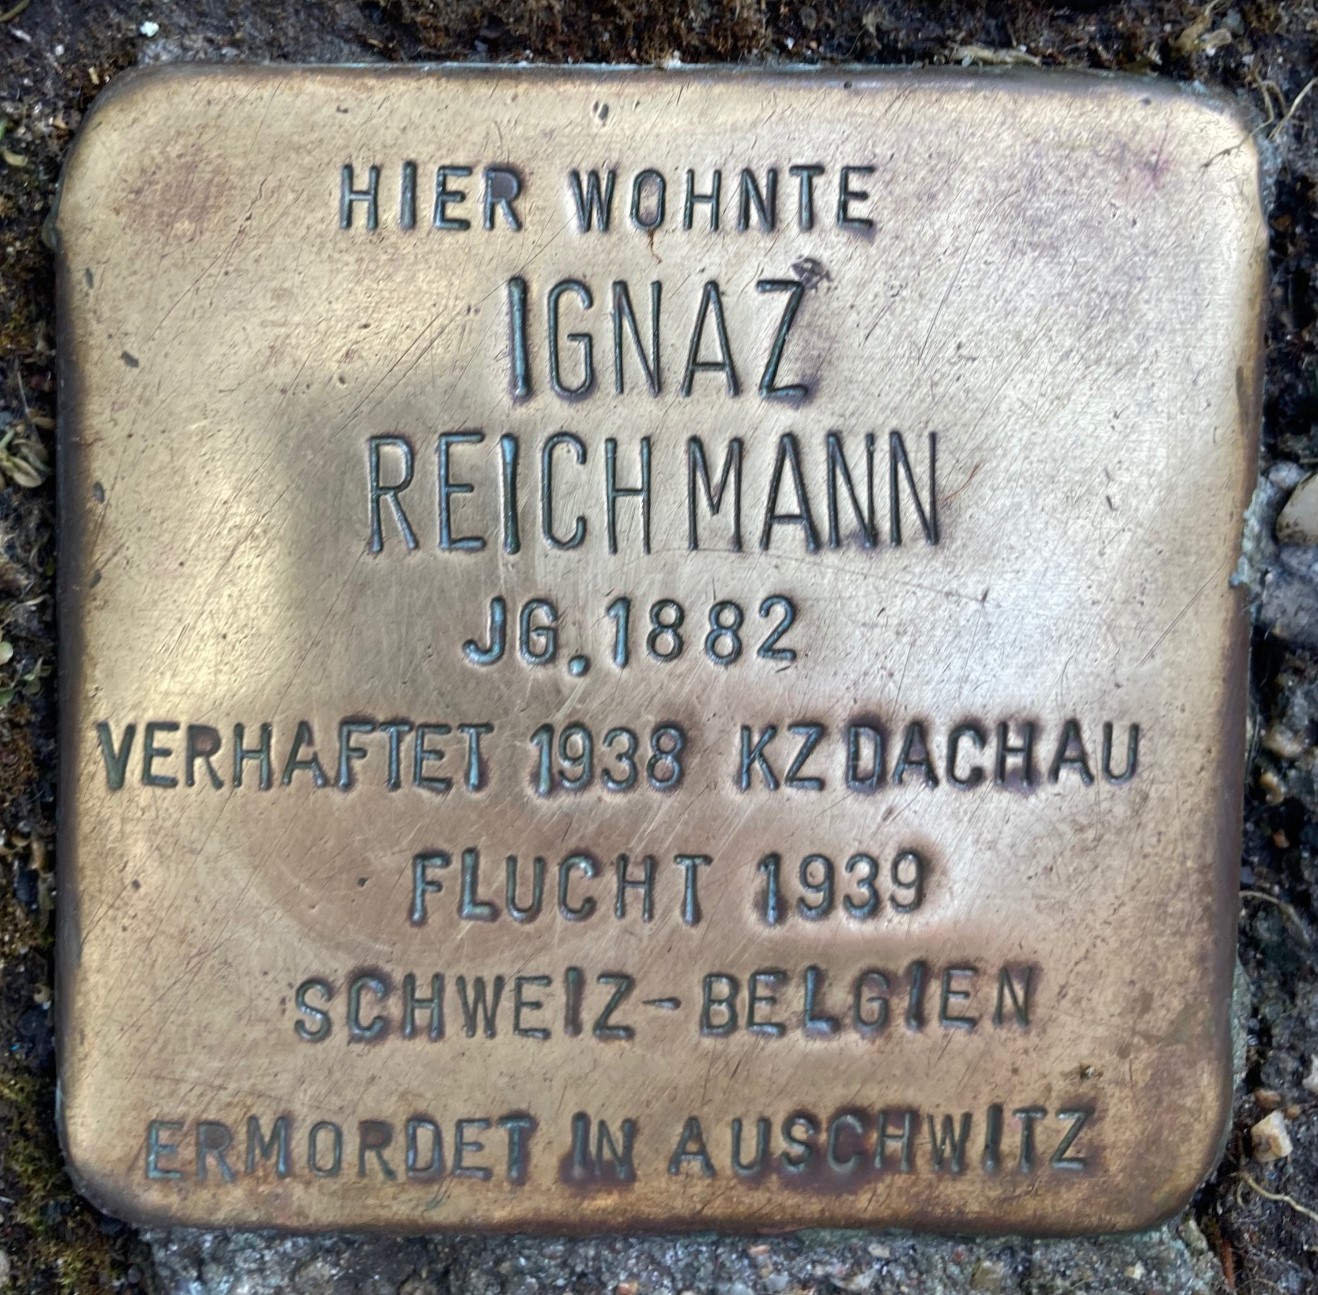 HIER WOHNTE
IGNAZ
REICHMANN
JG. 1882
VERHAFTET 1938 KZ DACHAU
FLUCHT 1939
SCHWEIZ-BELGIEN
ERMORDET IN AUSCHWITZ